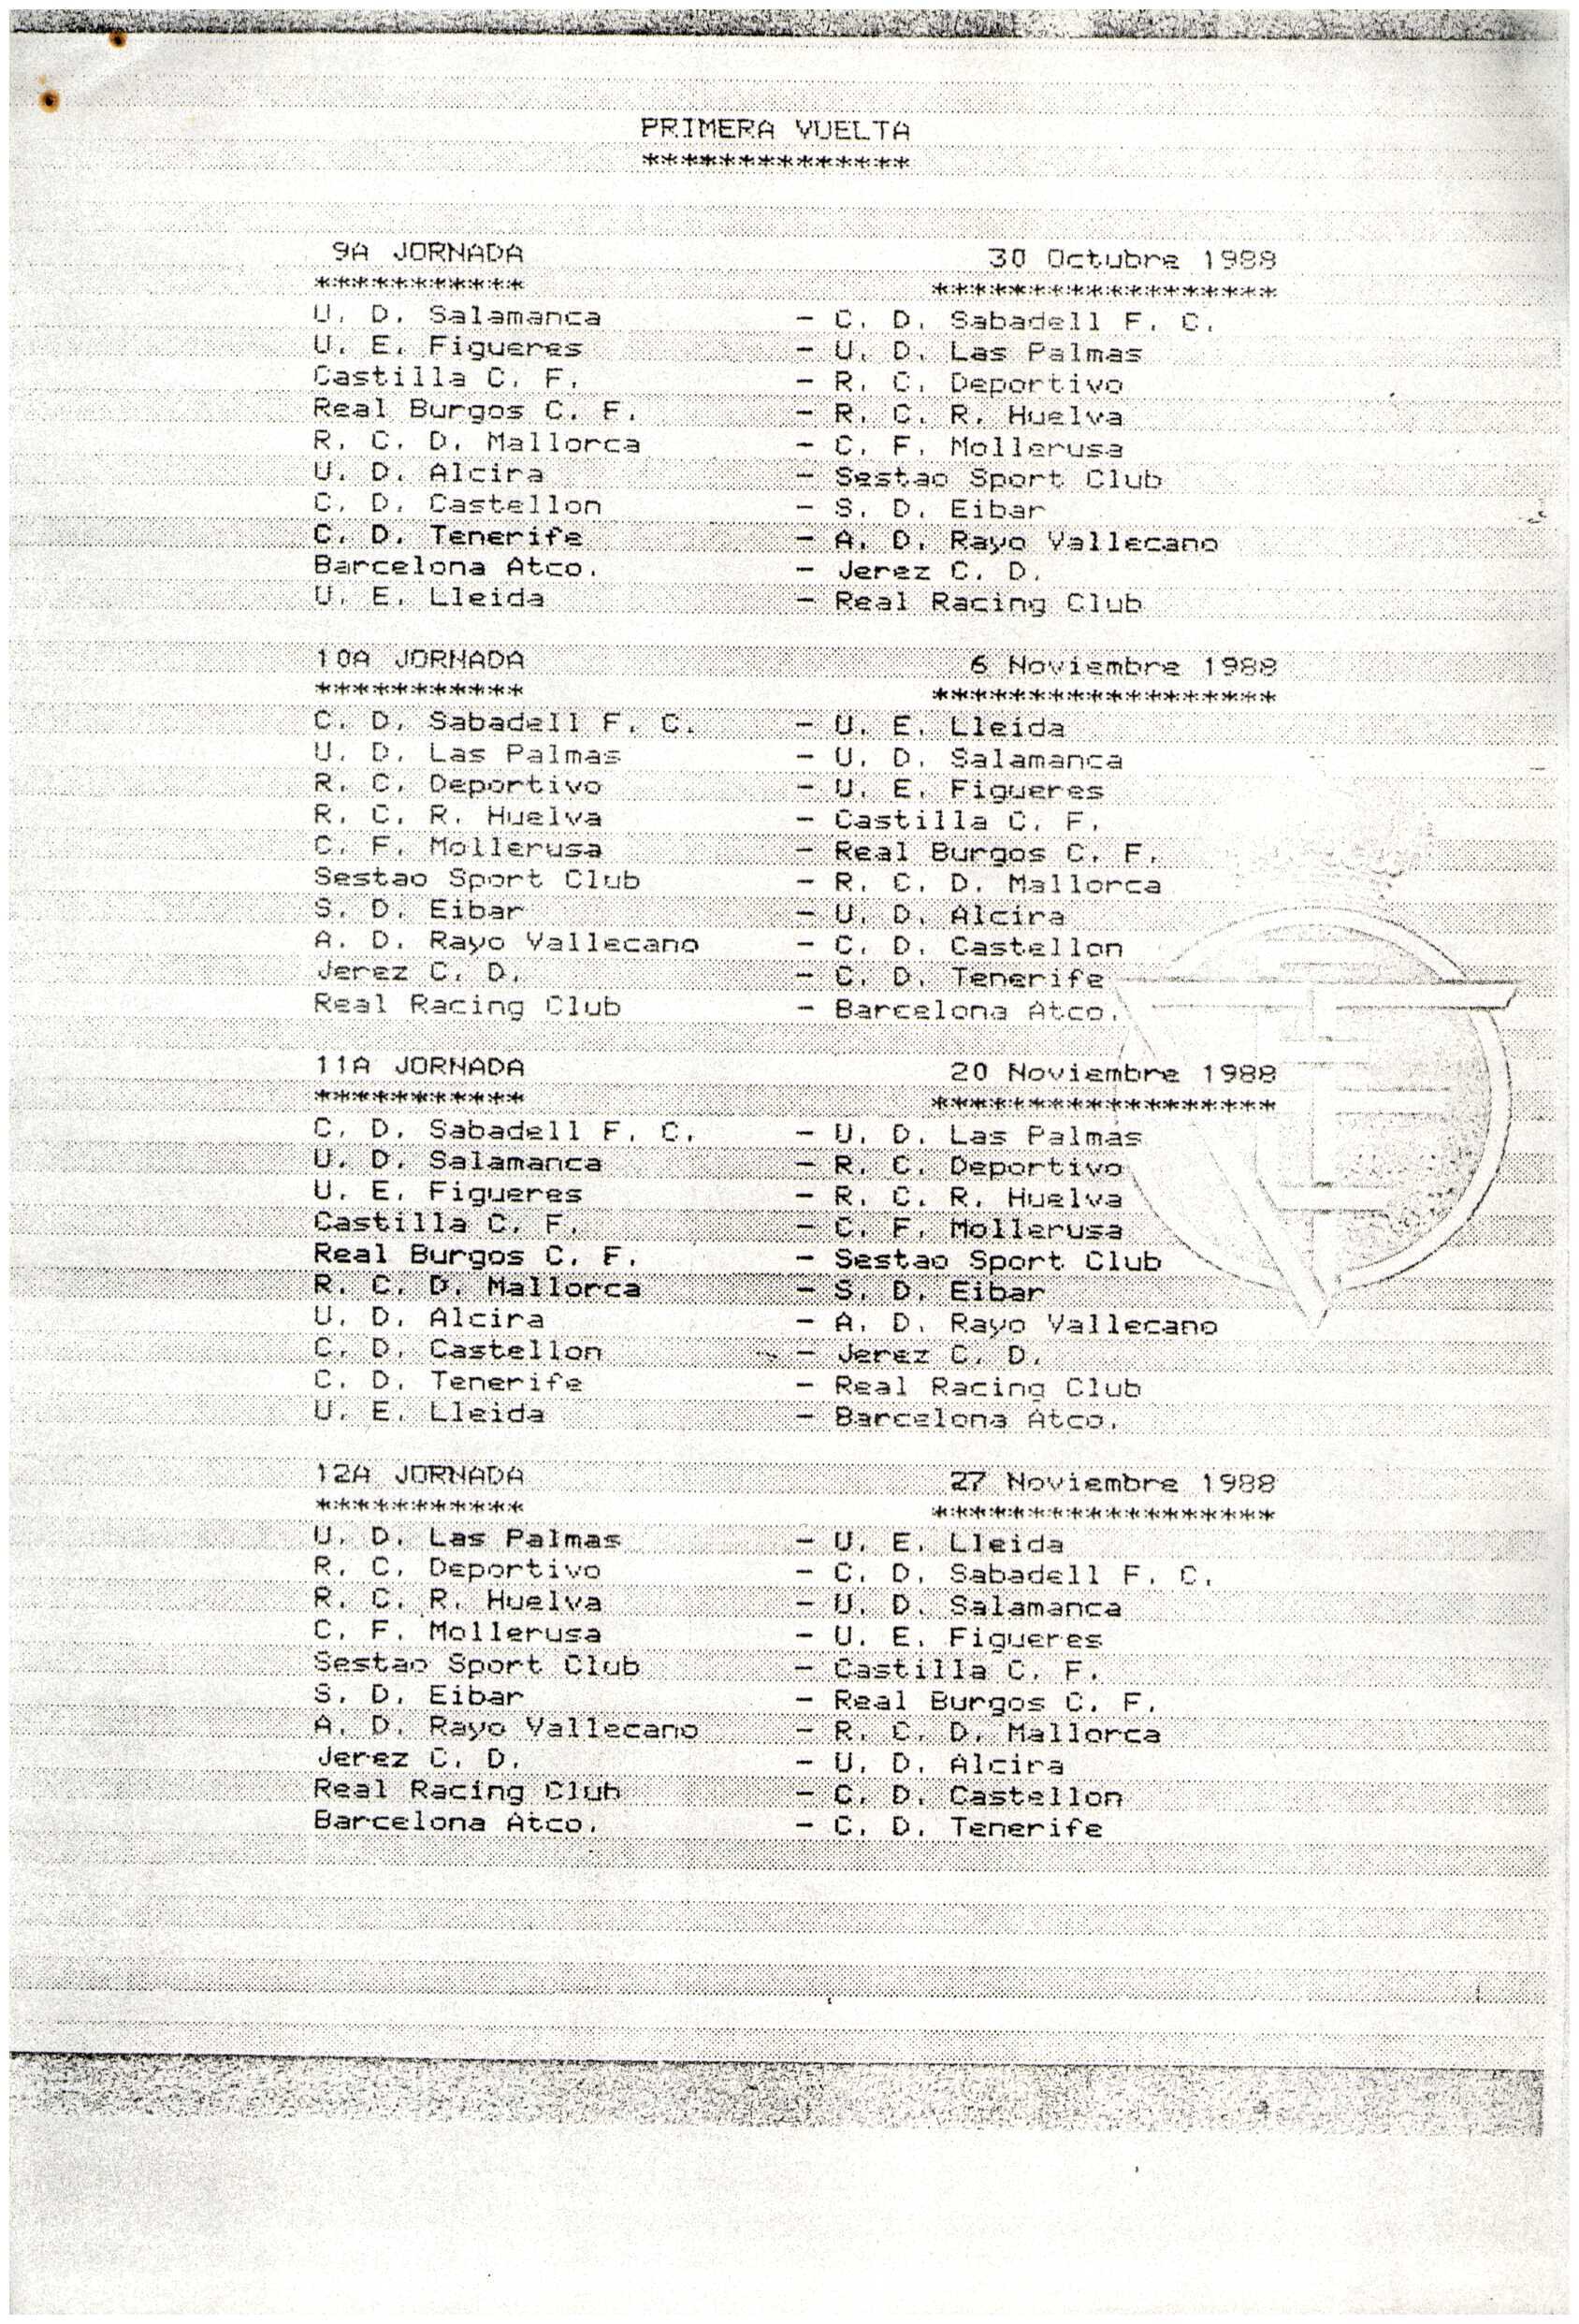 PRIMERA VUELTA
**************
9A JORNADA 30 Octubre 1988
*********** ******************
U. D. Salamanca - C. D. Sabadell F. C.
U. E. Figueres - U. D. Las Palmas
Castilla C. F. - R. C. Deportivo
Real Burgos C. F. - R. C. R. Huelva
R. C. D. Mallorca - C. F. Mollerusa
U. D. Alcira - Sestao Sport Club
C. D. Castellon - S. D. Eibar
C. D. Tenerife - A. D. Rayo Vallecano
Barcelona Atco. - Jerez C. D.
U. E. Lleida - Real Racing Club
10A JORNADA 6 Noviembre 1988
*********** ******************
C. D. Sabadell F. C. - U. E. Lleida
U. D. Las Palmas - U. D. Salamanca
R. C. Deportivo - U. E. Figueres
R. C. R. Huelva - Castilla C. F.
C. F. Mollerusa - Real Burgos C. F.
Sestao Sport Club - R. C. D. Mallorca
S. D. Eibar - U. D. Alcira
A. D. Rayo Vallecano - C. D. Castellon
Jerez C. D. - C. D. Tenerife
Real Racing Club - Barcelona Atco.
11A JORNADA 20 Noviembre 1988
*********** ******************
C. D. Sabadell F. C. - U. D. Las Palmas
U. D. Salamanca - R. C. Deportivo
U. E. Figueres - R. C. R. Huelva
Castilla C. F. - C. F. Mollerusa
Real Burgos C. F. - Sestao Sport Club
R. C. D. Mallorca - S. D. Eibar
U. D. Alcira - A. D. Rayo Vallecano
C. D. Castellon - Jerez C. D.
C. D. Tenerife - Real Racing Club
U. E. Lleida - Barcelona Atco.
12A JORNADA 27 Noviembre 1988
*********** ******************
U. D. Las Palmas - U. E. Lleida
R. C. Deportivo - C. D. Sabadell F. C.
R. C. R. Huelva - U. D. Salamanca
C. F. Mollerusa - U. E. Figueres
Sestao Sport Club - Castilla C. F.
S. D. Eibar - Real Burgos C. F.
A. D. Rayo Vallecano - R. C. D. Mallorca
Jerez C. D. - U. D. Alcira
Real Racing Club - C. D. Castellon
Barcelona Atco. - C. D. Tenerife